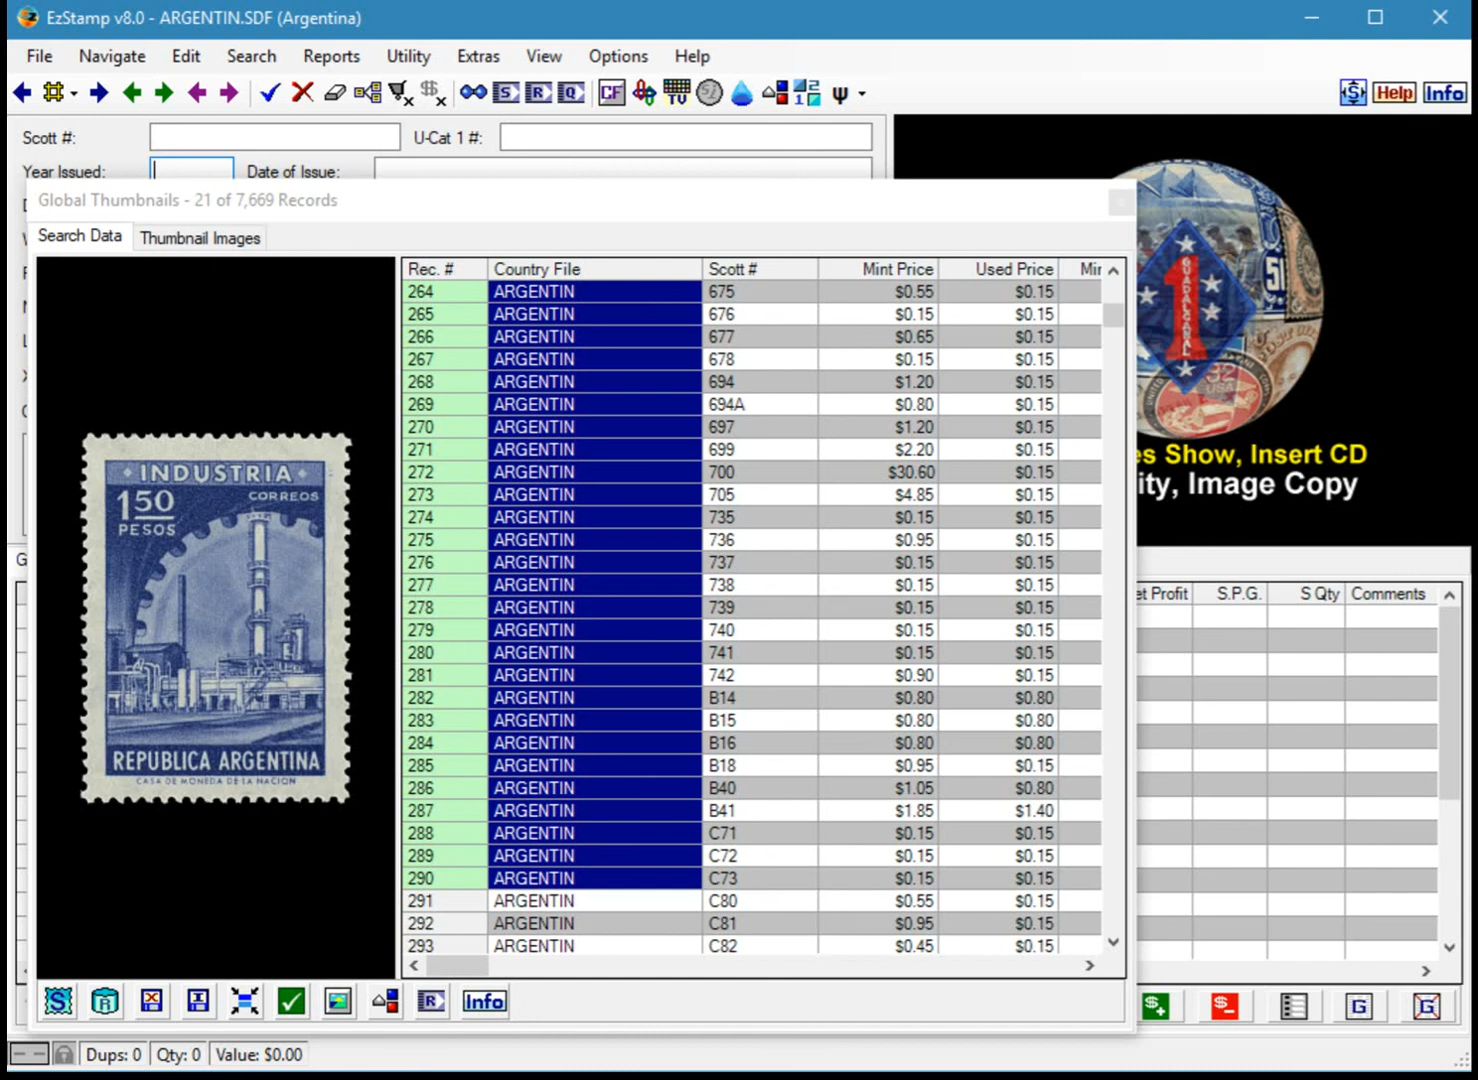 EzStamp v8.0 - ARGENTIN.SDF (Argentina)
File Navigate Edit Search Reports Utility Extras View Options Help
S R Q CF TV Help Info
Scott #: U-Cat 1 #:
Year Issued: Date of Issue:
Global Thumbnails - 21 of 7,669 Records
Search Data Thumbnail Images
Rec. # Country File Scott # Mint Price Used Price Mir
264 ARGENTIN 675 $0.55 $0.15
265 ARGENTIN 676 $0.15 $0.15
266 ARGENTIN 677 $0.65 $0.15
267 ARGENTIN 678 $0.15 $0.15
268 ARGENTIN 694 $1.20 $0.15
269 ARGENTIN 694A $0.80 $0.15
270 ARGENTIN 697 $1.20 $0.15
271 ARGENTIN 699 $2.20 $0.15
272 ARGENTIN 700 $30.60 $0.15
273 ARGENTIN 705 $4.85 $0.15
274 ARGENTIN 735 $0.15 $0.15
275 ARGENTIN 736 $0.95 $0.15
276 ARGENTIN 737 $0.15 $0.15
277 ARGENTIN 738 $0.15 $0.15
278 ARGENTIN 739 $0.15 $0.15
279 ARGENTIN 740 $0.15 $0.15
280 ARGENTIN 741 $0.15 $0.15
281 ARGENTIN 742 $0.90 $0.15
282 ARGENTIN B14 $0.80 $0.80
283 ARGENTIN B15 $0.80 $0.80
284 ARGENTIN B16 $0.80 $0.80
285 ARGENTIN B18 $0.95 $0.15
286 ARGENTIN B40 $1.05 $0.80
287 ARGENTIN B41 $1.85 $1.40
288 ARGENTIN C71 $0.15 $0.15
289 ARGENTIN C72 $0.15 $0.15
290 ARGENTIN C73 $0.15 $0.15
291 ARGENTIN C80 $0.55 $0.15
292 ARGENTIN C81 $0.95 $0.15
293 ARGENTIN C82 $0.45 $0.15
INDUSTRIA
1.50 CORREOS
PESOS
REPUBLICA ARGENTINA
CASA DE MONEDA DE LA NACION
1
GUADALCANAL
es Show, Insert CD
ity, Image Copy
et Profit S.P.G. S Qty Comments
Info
Dups: 0 Qty: 0 Value: $0.00